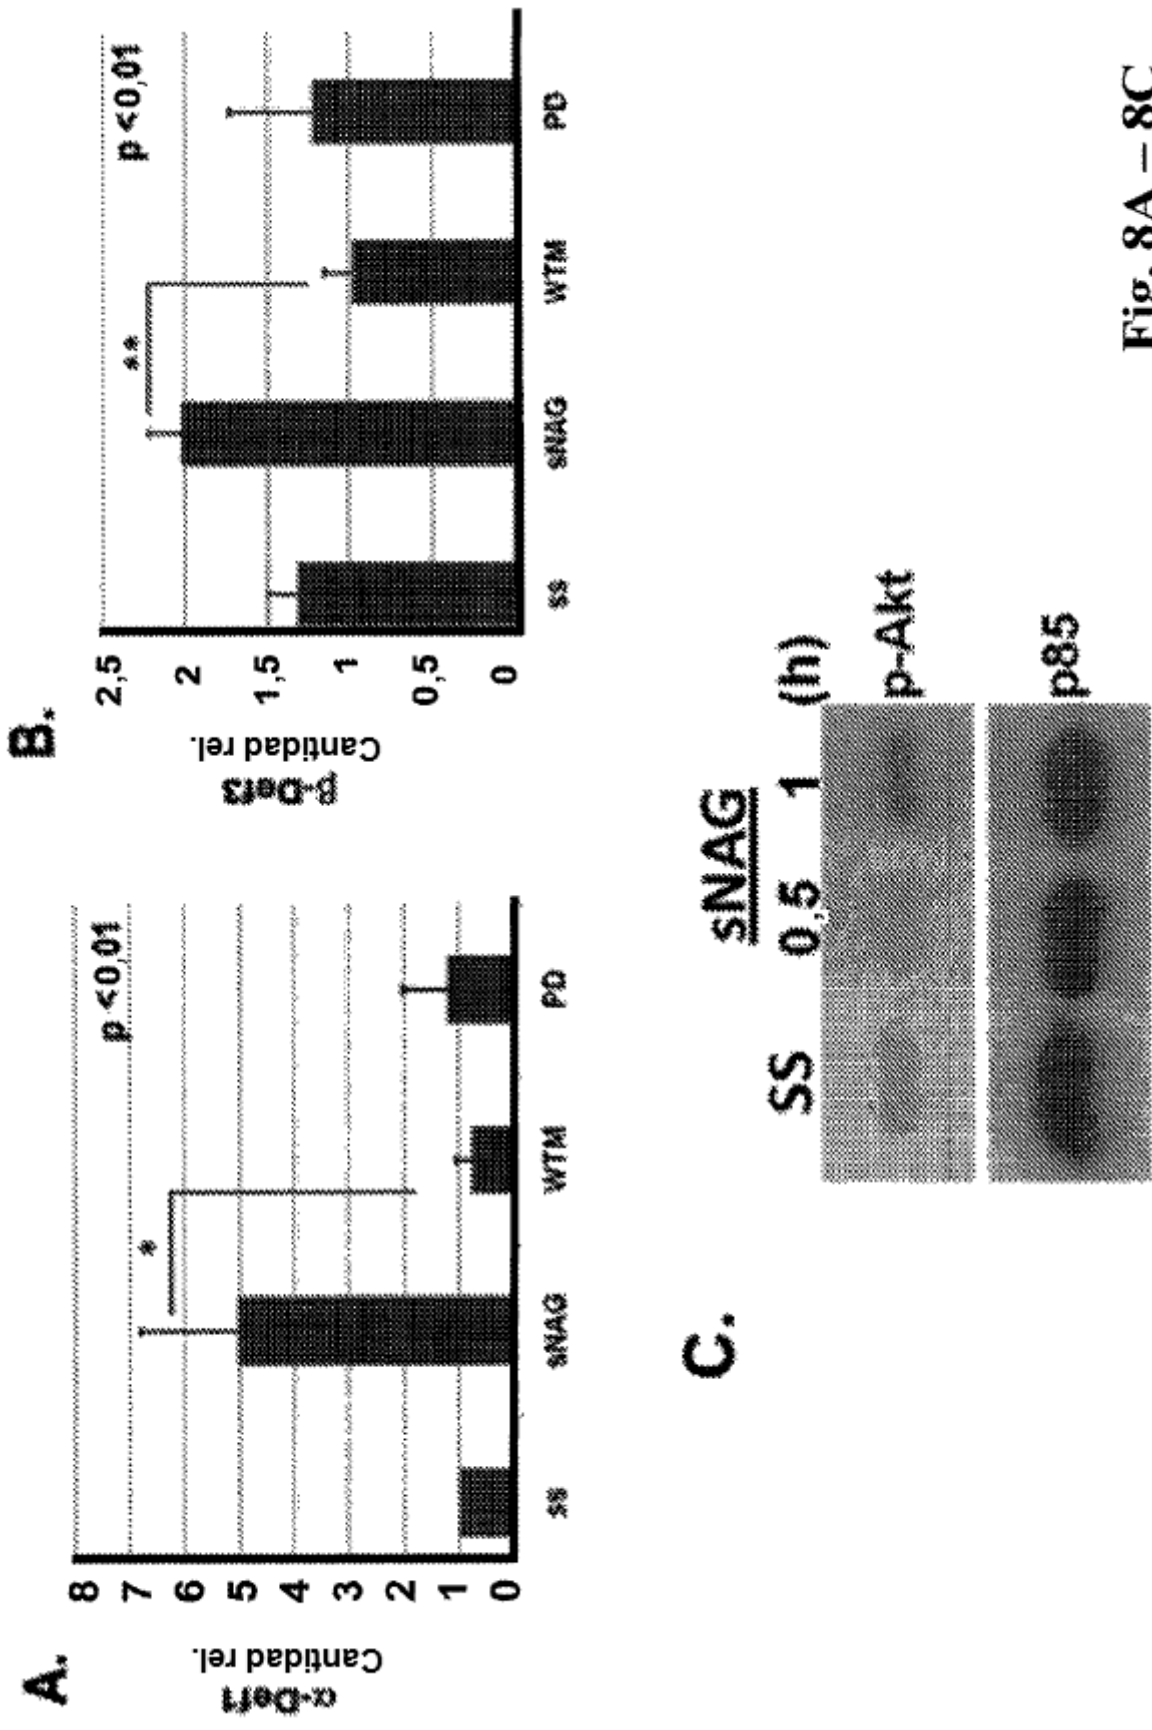 A.
α-Def1
Cantidad rel.
8
7
6
5
4
3
2
1
0
p <0,01
*
SS sNAG WTM PD
B.
β-Def3
Cantidad rel.
2,5
2
1,5
1
0,5
0
p <0,01
**
SS sNAG WTM PD
C.
sNAG
SS 0,5 1 (h)
p-Akt
p85
Fig. 8A – 8C